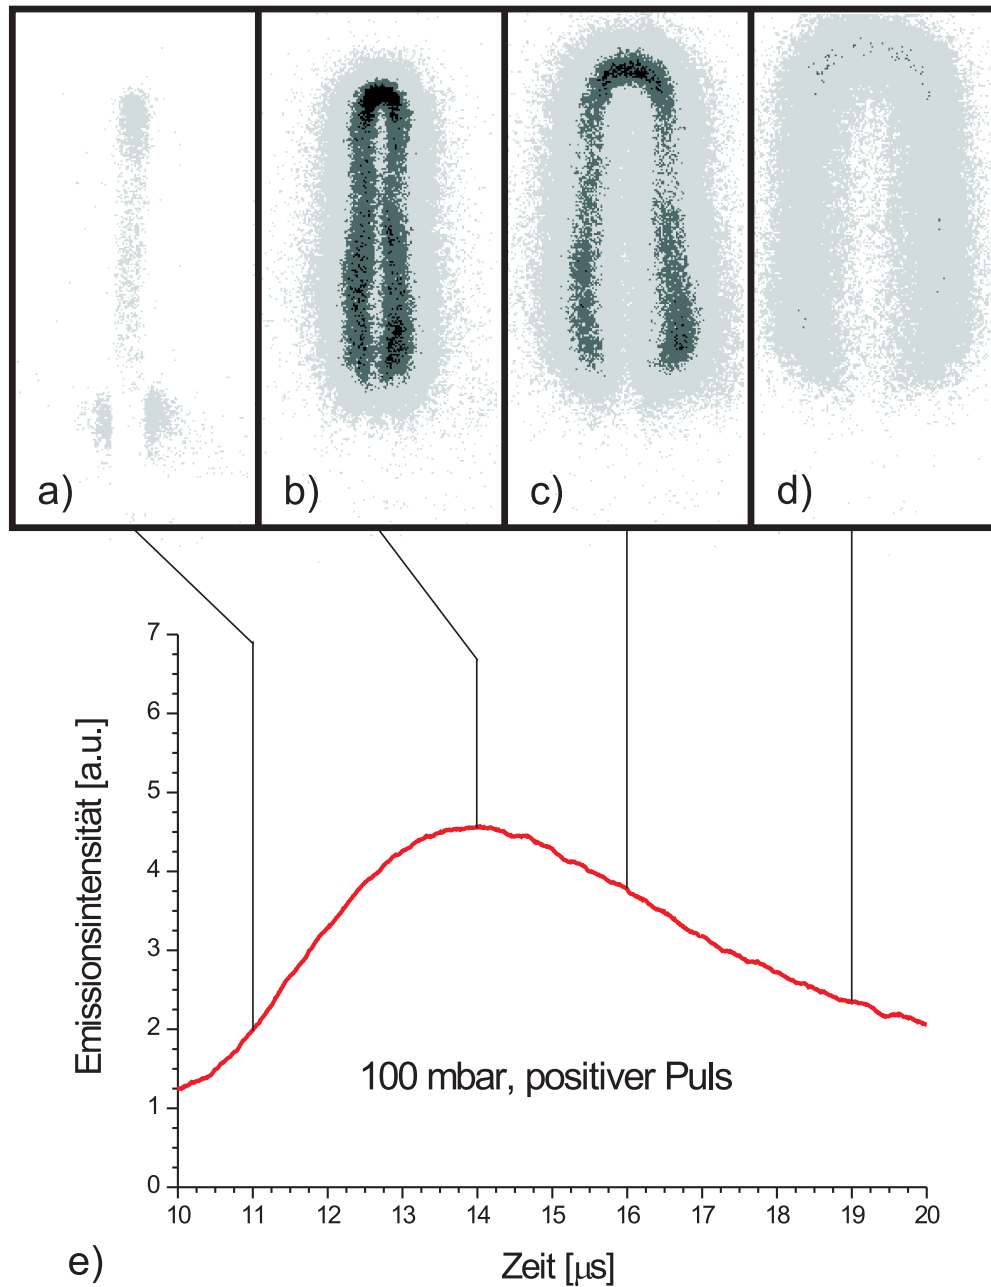 a)
b)
c)
d)
7
6
5
4
3
2
1
0
Emissionsintensität [a.u.]
100 mbar, positiver Puls
10 11 12 13 14 15 16 17 18 19 20
e)
Zeit [µs]